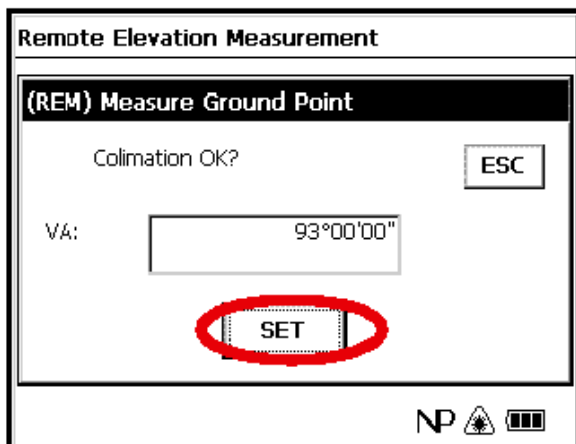 Remote Elevation Measurement
(REM) Measure Ground Point
Colimation OK?
ESC
VA:
93°00'00"
SET
NP